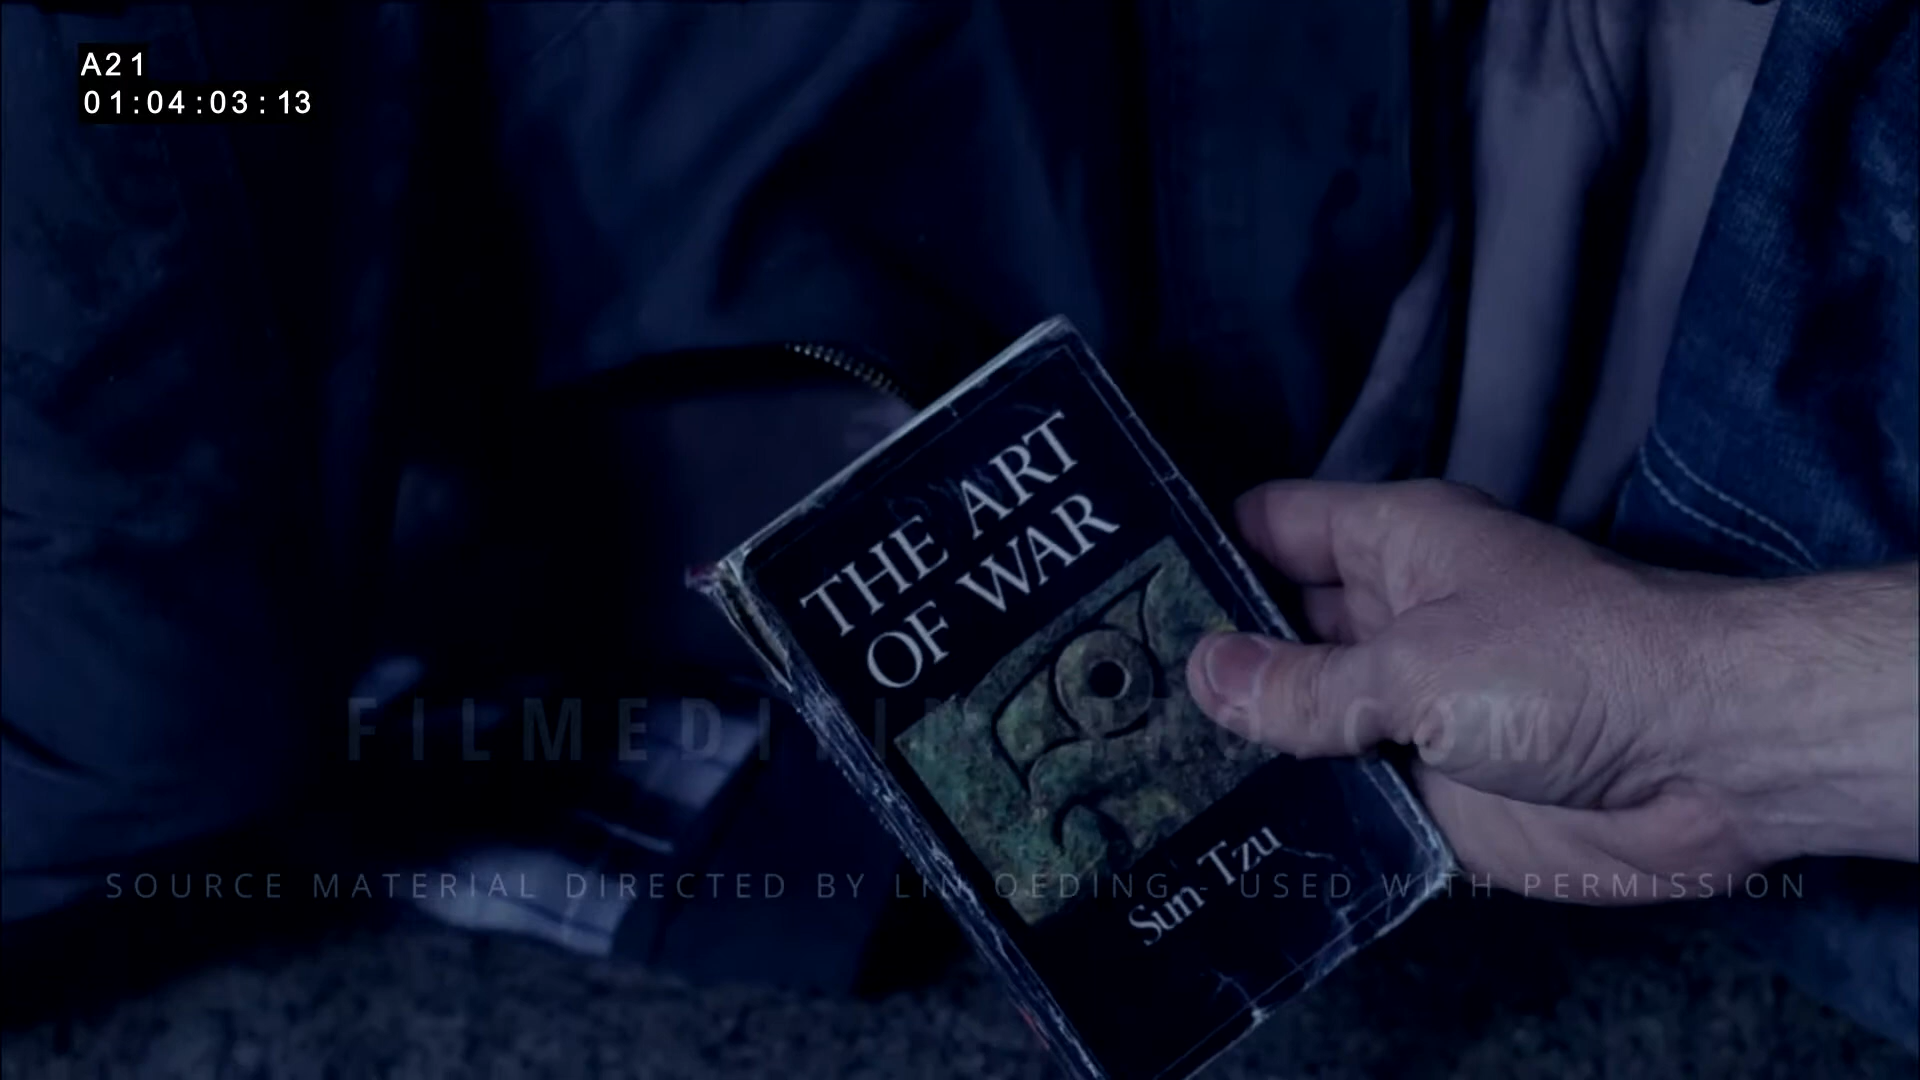 A21
01:04:03:13
THE ART
OF WAR
Sun Tzu
SOURCE MATERIAL DIRECTED BY LIN OEDING - USED WITH PERMISSION